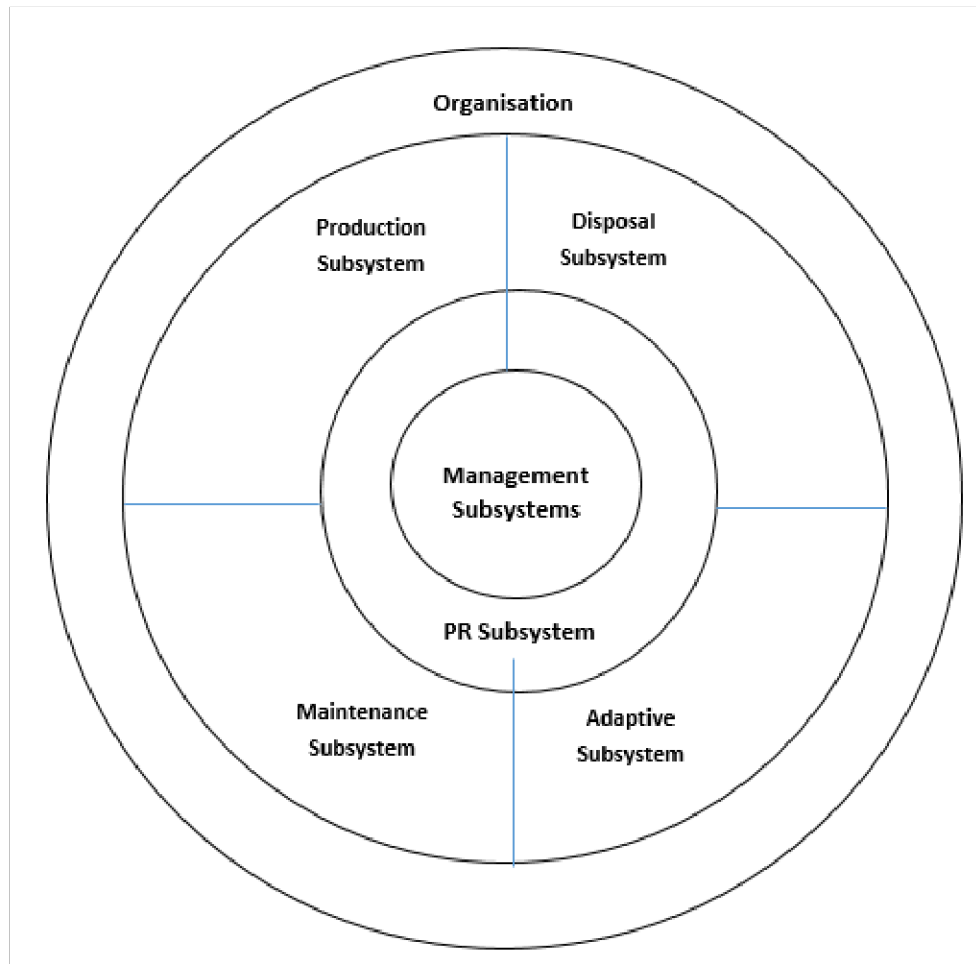 Organisation
Production
Subsystem
Disposal
Subsystem
Management
Subsystems
PR Subsystem
Maintenance
Subsystem
Adaptive
Subsystem